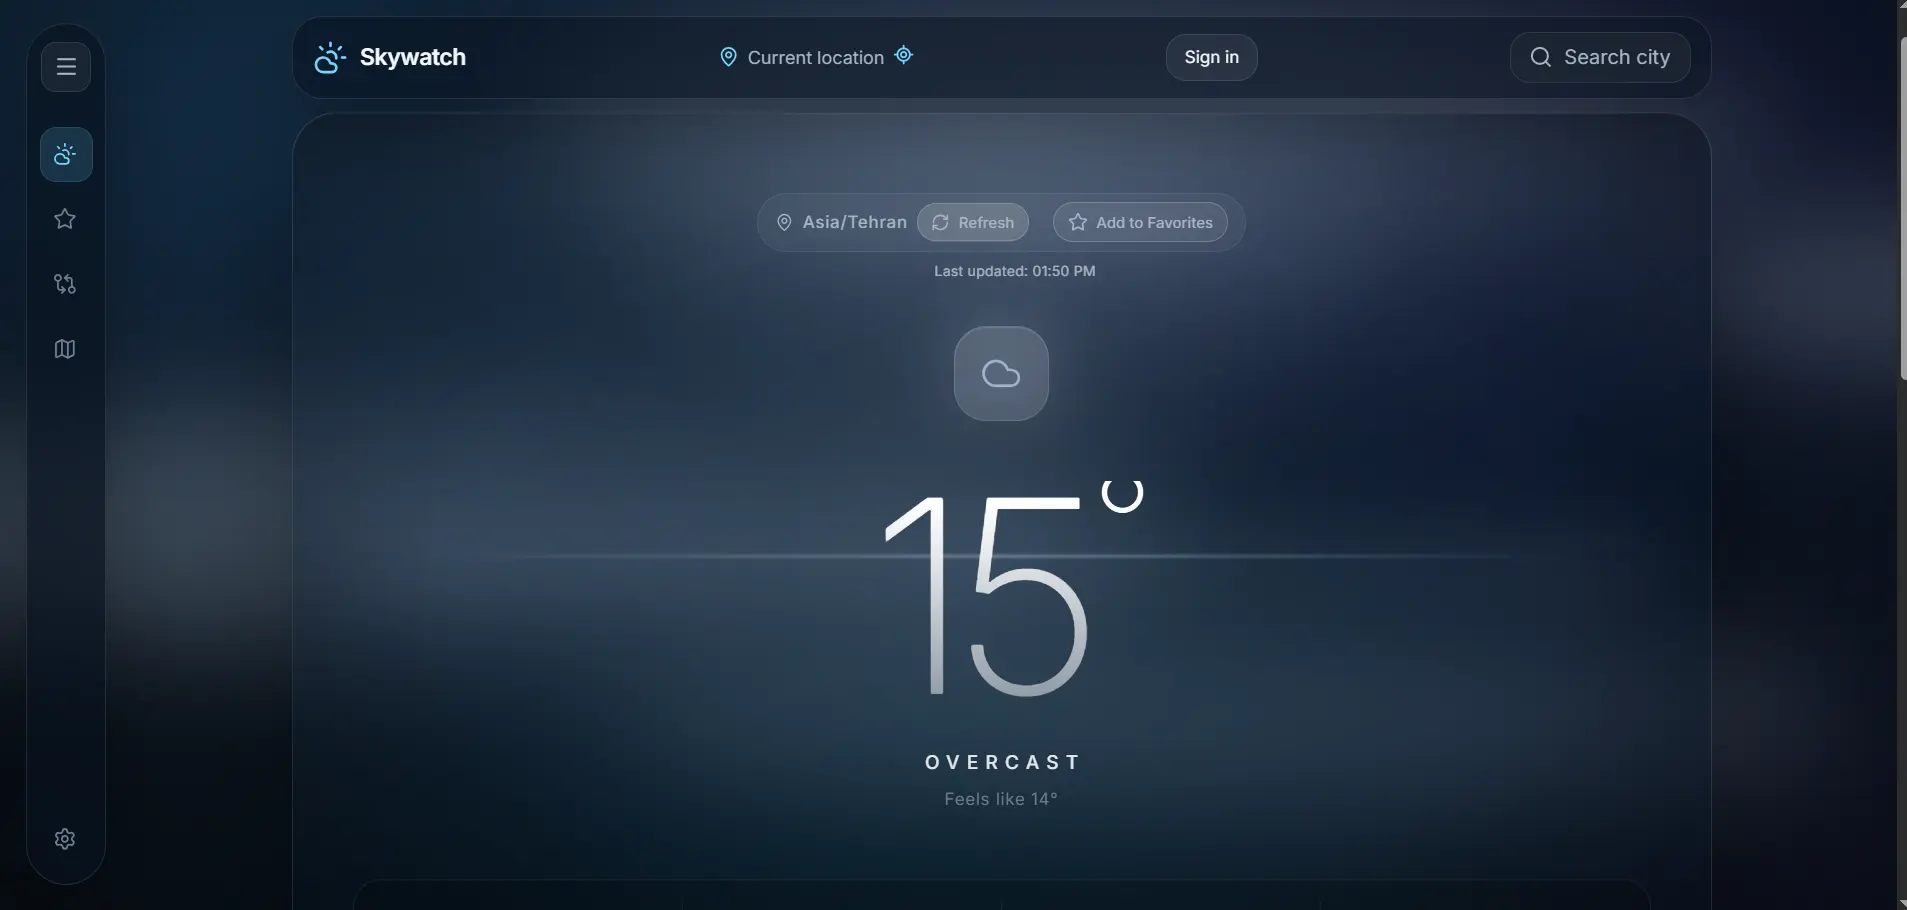 Skywatch
Current location
Sign in
Search city
Asia/Tehran
Refresh
Add to Favorites
Last updated: 01:50 PM
15°
OVERCAST
Feels like 14°